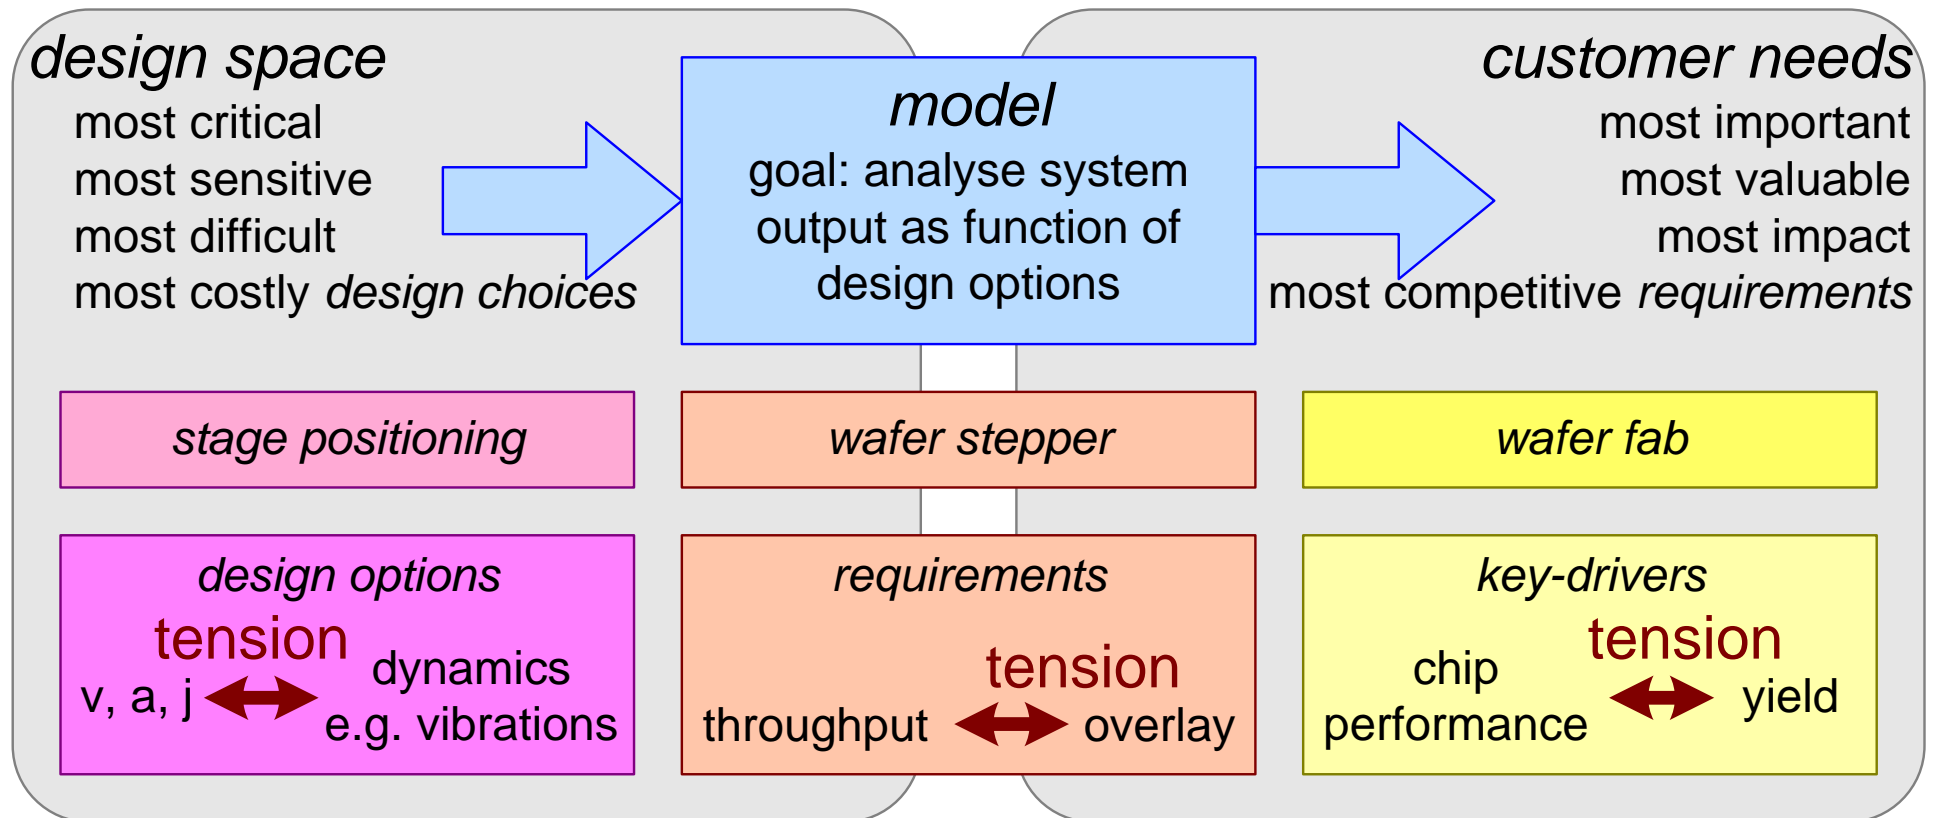 design space
most critical
most sensitive
most difficult
most costly design choices
model
goal: analyse system
output as function of
design options
customer needs
most important
most valuable
most impact
most competitive requirements
stage positioning
wafer stepper
wafer fab
design options
tension
v, a, j
dynamics
e.g. vibrations
requirements
tension
throughput
overlay
key-drivers
tension
chip
performance
yield